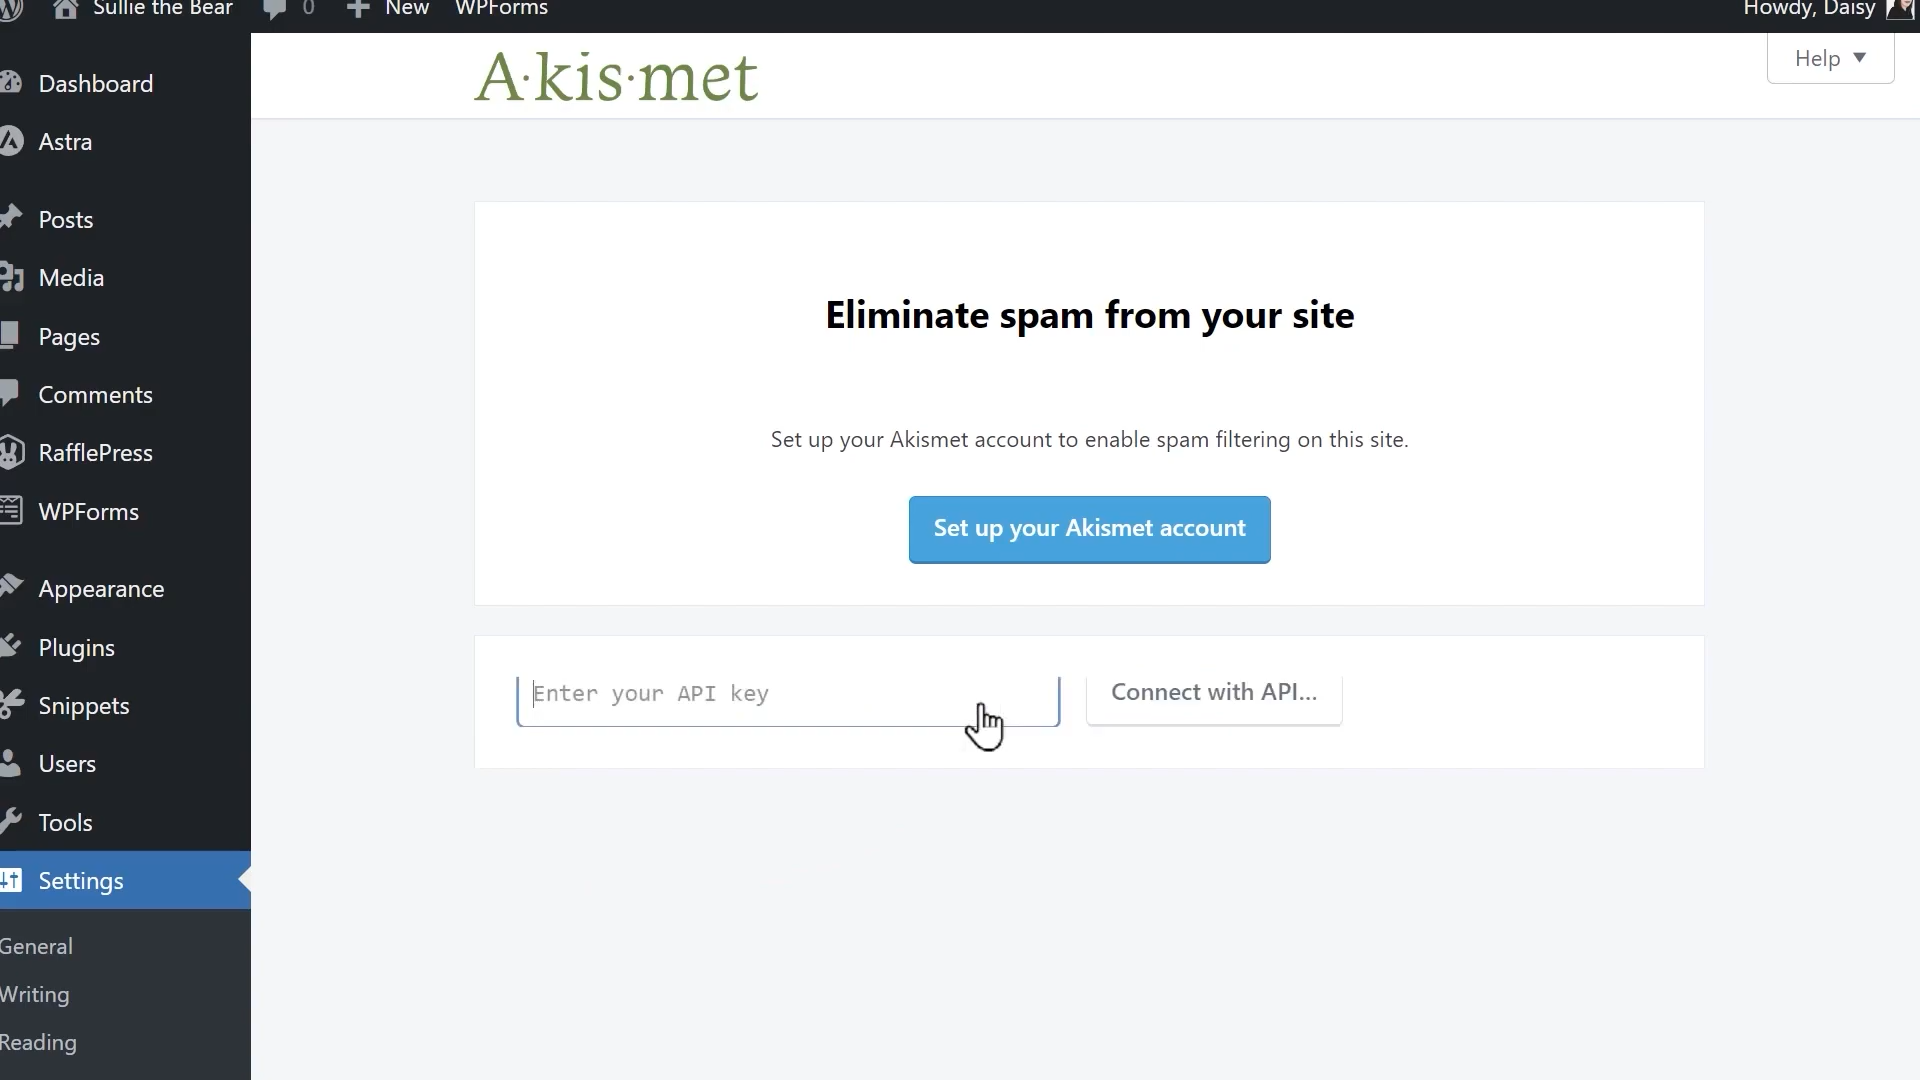 Sullie the Bear
0
New
WPForms
Howdy, Daisy
Dashboard
Astra
Posts
Media
Pages
Comments
RafflePress
WPForms
Appearance
Plugins
Snippets
Users
Tools
Settings
General
Writing
Reading
A·kis·met
Help
Eliminate spam from your site
Set up your Akismet account to enable spam filtering on this site.
Set up your Akismet account
Enter your API key
Connect with API...